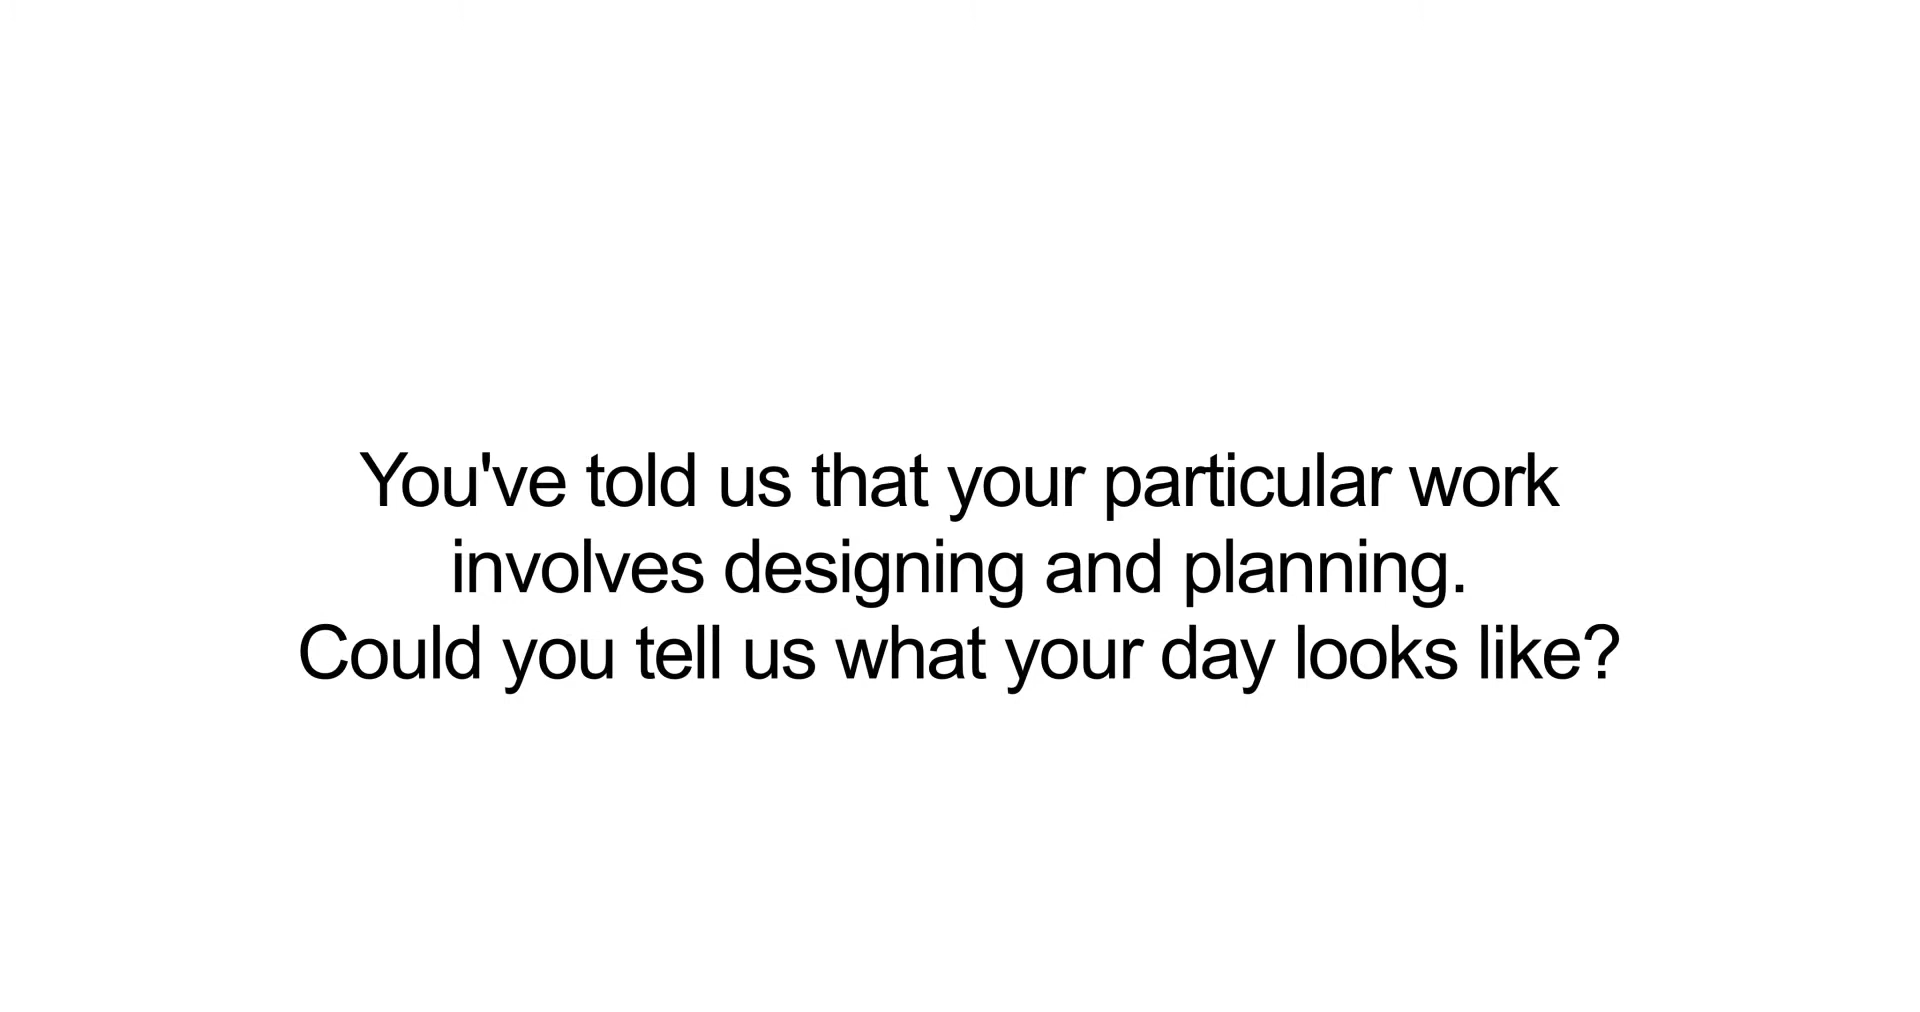 You've told us that your particular work
involves designing and planning.
Could you tell us what your day looks like?